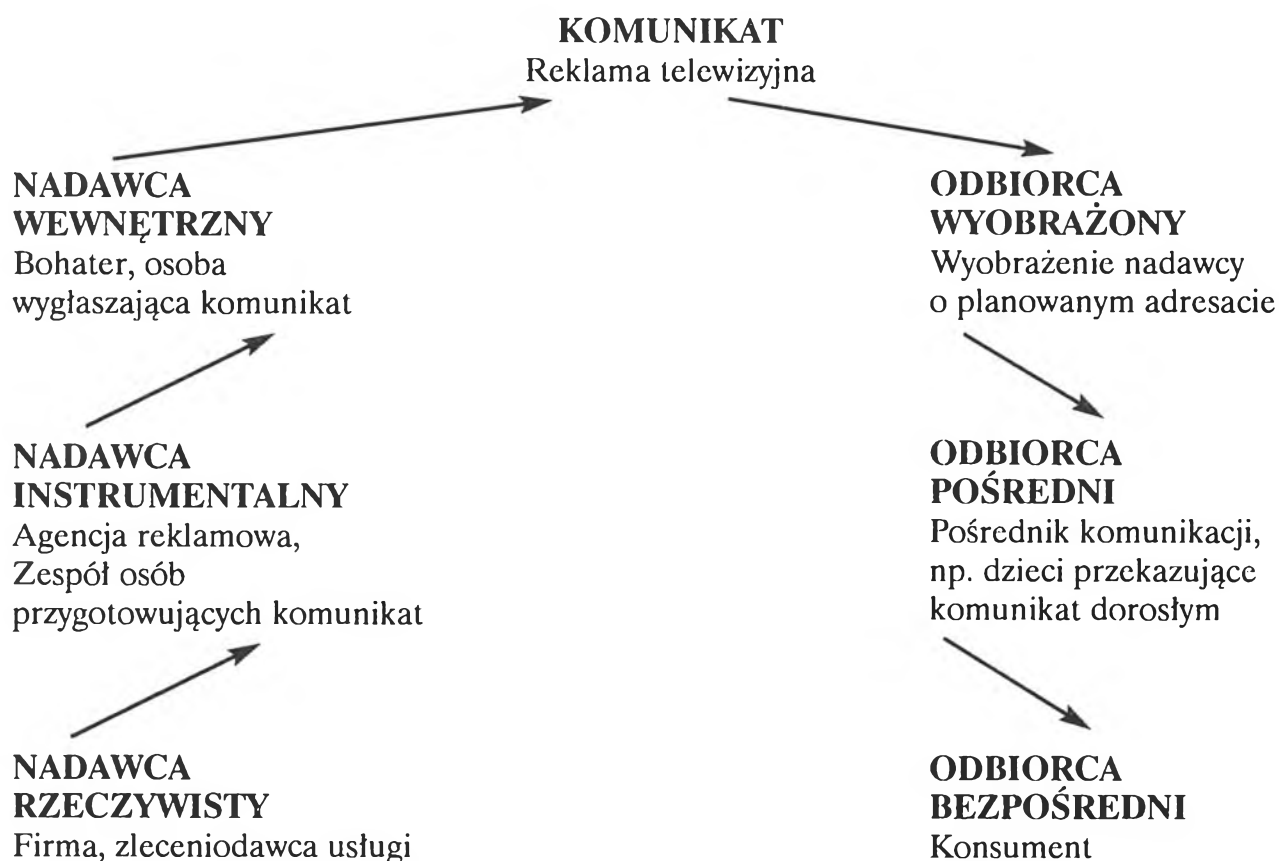 KOMUNIKAT
Reklama telewizyjna
NADAWCA
WEWNĘTRZNY
Bohater, osoba
wygłaszająca komunikat
ODBIORCA
WYOBRAŻONY
Wyobrażenie nadawcy
o planowanym adresacie
NADAWCA
INSTRUMENTALNY
Agencja reklamowa,
Zespół osób
przygotowujących komunikat
ODBIORCA
POŚREDNI
Pośrednik komunikacji,
np. dzieci przekazujące
komunikat dorosłym
NADAWCA
RZECZYWISTY
Firma, zleceniodawca usługi
ODBIORCA
BEZPOŚREDNI
Konsument